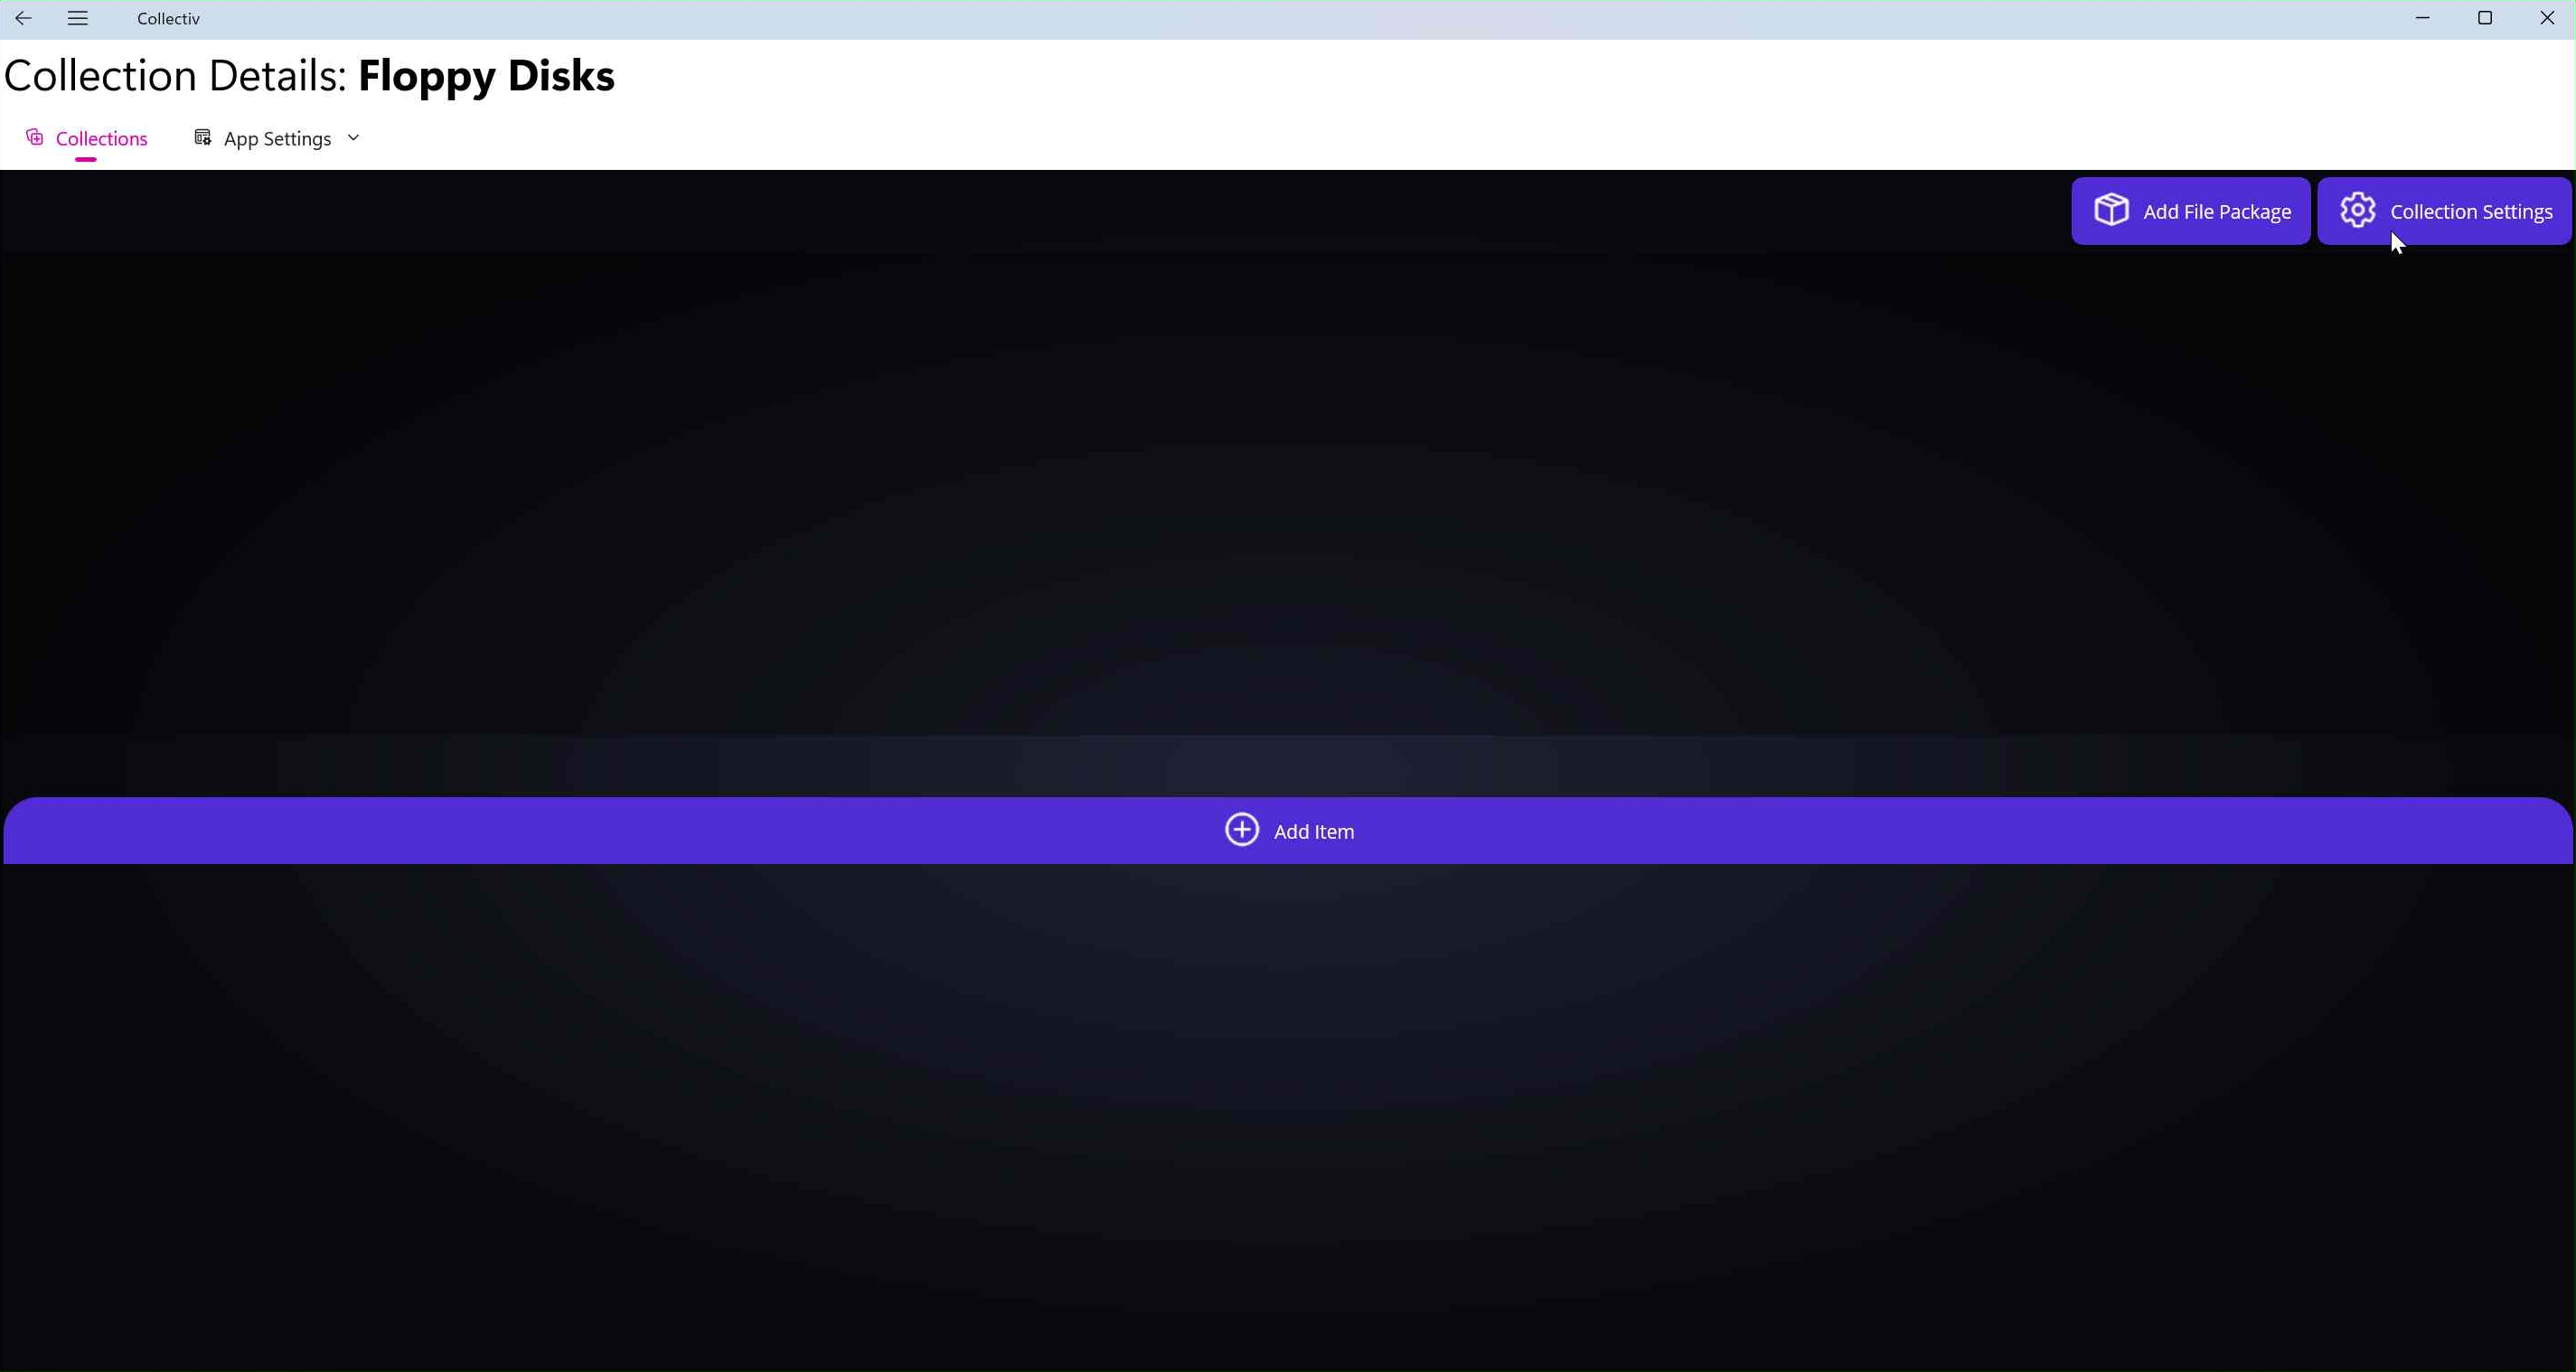 Collectiv
Collection Details: Floppy Disks
Collections
App Settings
Add File Package
Collection Settings
Add Item